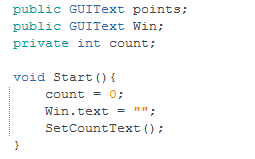 public GUIText points;
public GUIText Win;
private int count;
void Start(){
count = 0;
Win.text = "";
SetCountText();
}